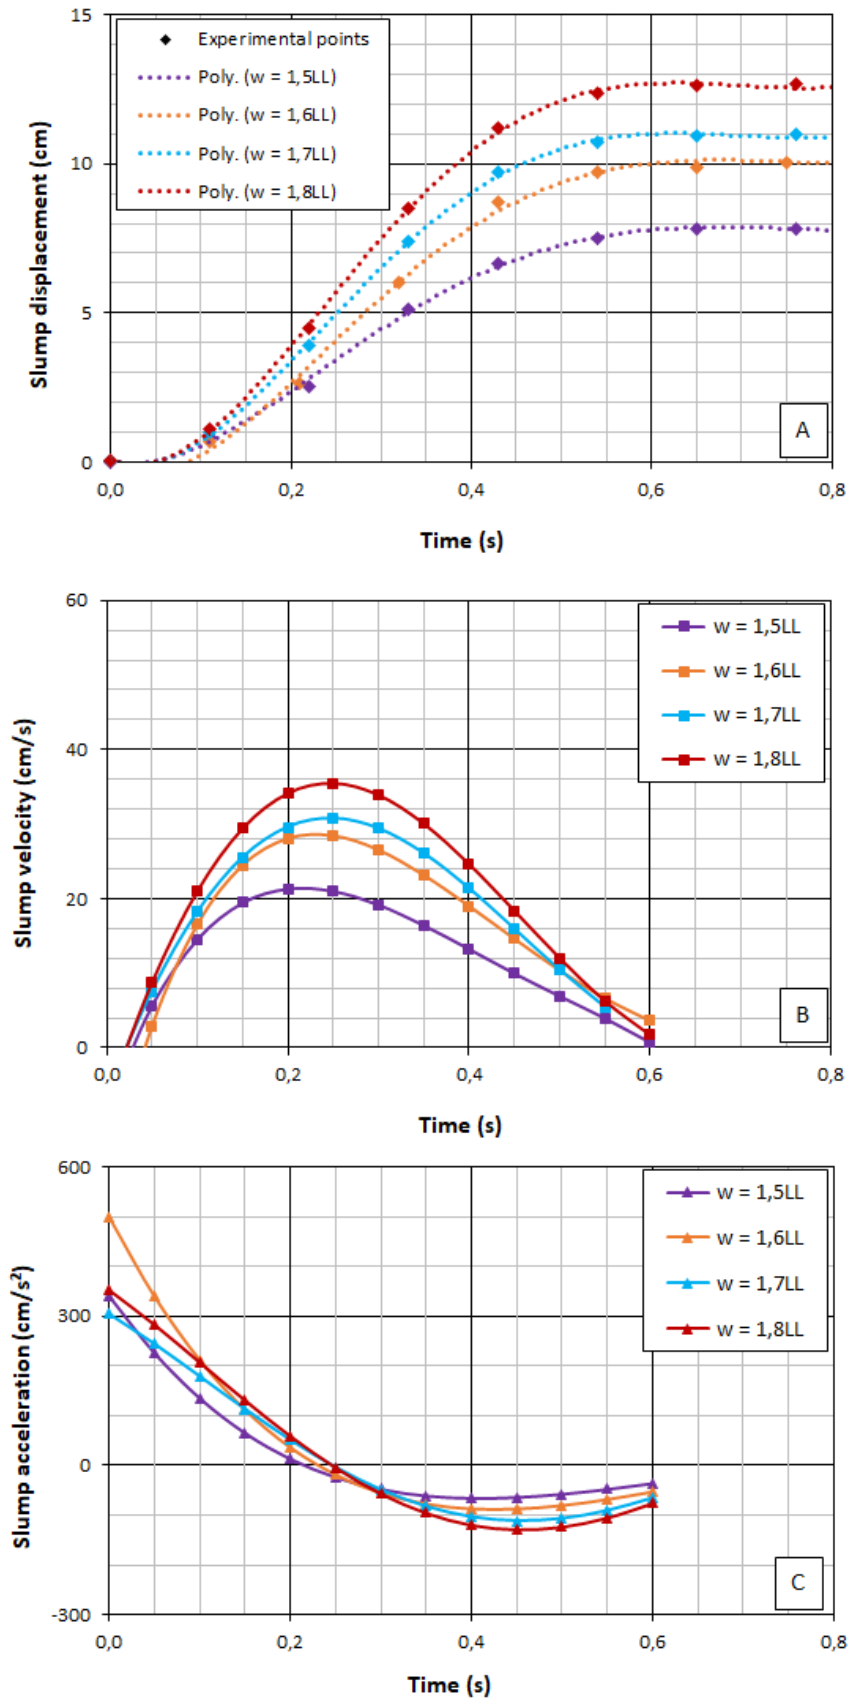 15
Experimental points
Poly. (w = 1,5LL)
Poly. (w = 1,6LL)
Poly. (w = 1,7LL)
Poly. (w = 1,8LL)
10
5
0
Slump displacement (cm)
A
0,0 0,2 0,4 0,6 0,8
Time (s)
60
w = 1,5LL
w = 1,6LL
w = 1,7LL
w = 1,8LL
40
20
0
Slump velocity (cm/s)
B
0,0 0,2 0,4 0,6 0,8
Time (s)
600
w = 1,5LL
w = 1,6LL
w = 1,7LL
w = 1,8LL
300
0
-300
Slump acceleration (cm/s²)
C
0,0 0,2 0,4 0,6 0,8
Time (s)